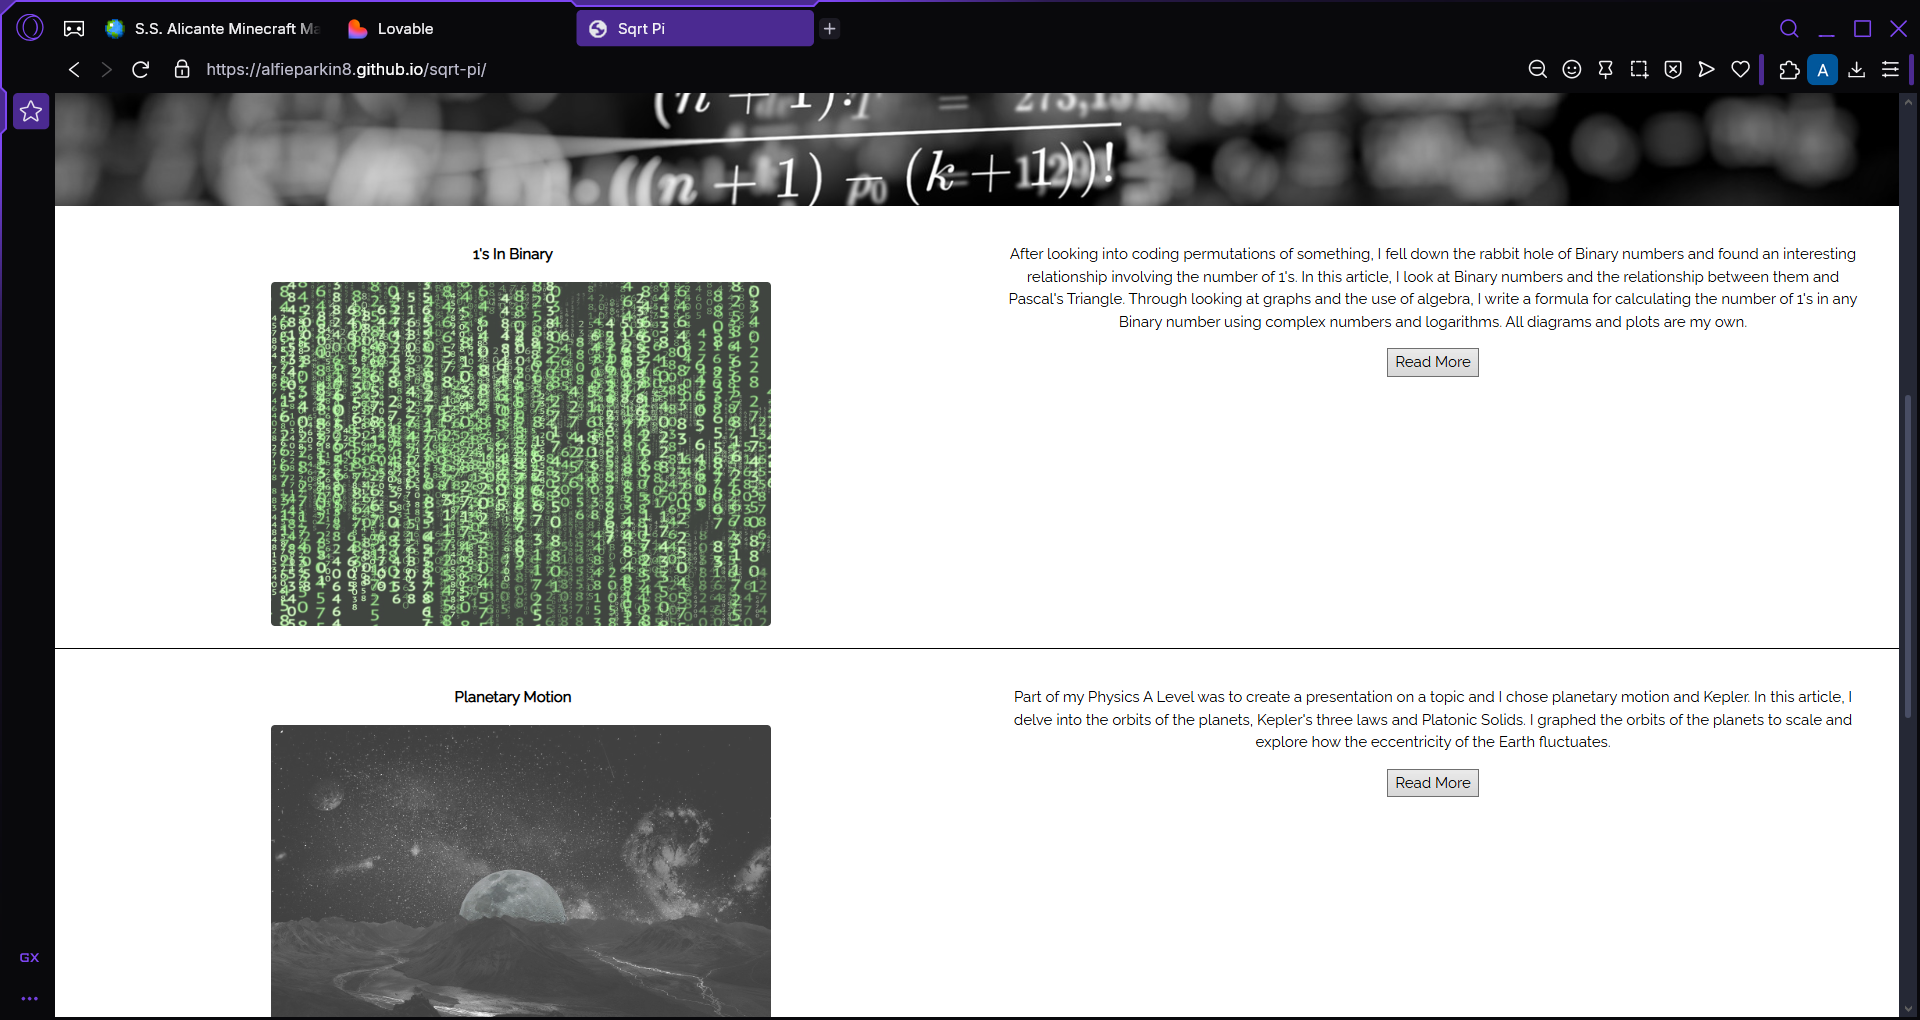 S.S. Alicante Minecraft Ma
Lovable
Sqrt Pi
https://alfieparkin8.github.io/sqrt-pi/
A
(n + 1)!
= 273,15
((n + 1) − (k + 1))!
1's In Binary
After looking into coding permutations of something, I fell down the rabbit hole of Binary numbers and found an interesting
relationship involving the number of 1's. In this article, I look at Binary numbers and the relationship between them and
Pascal's Triangle. Through looking at graphs and the use of algebra, I write a formula for calculating the number of 1's in any
Binary number using complex numbers and logarithms. All diagrams and plots are my own.
Read More
Planetary Motion
Part of my Physics A Level was to create a presentation on a topic and I chose planetary motion and Kepler. In this article, I
delve into the orbits of the planets, Kepler's three laws and Platonic Solids. I graphed the orbits of the planets to scale and
explore how the eccentricity of the Earth fluctuates.
Read More
GX